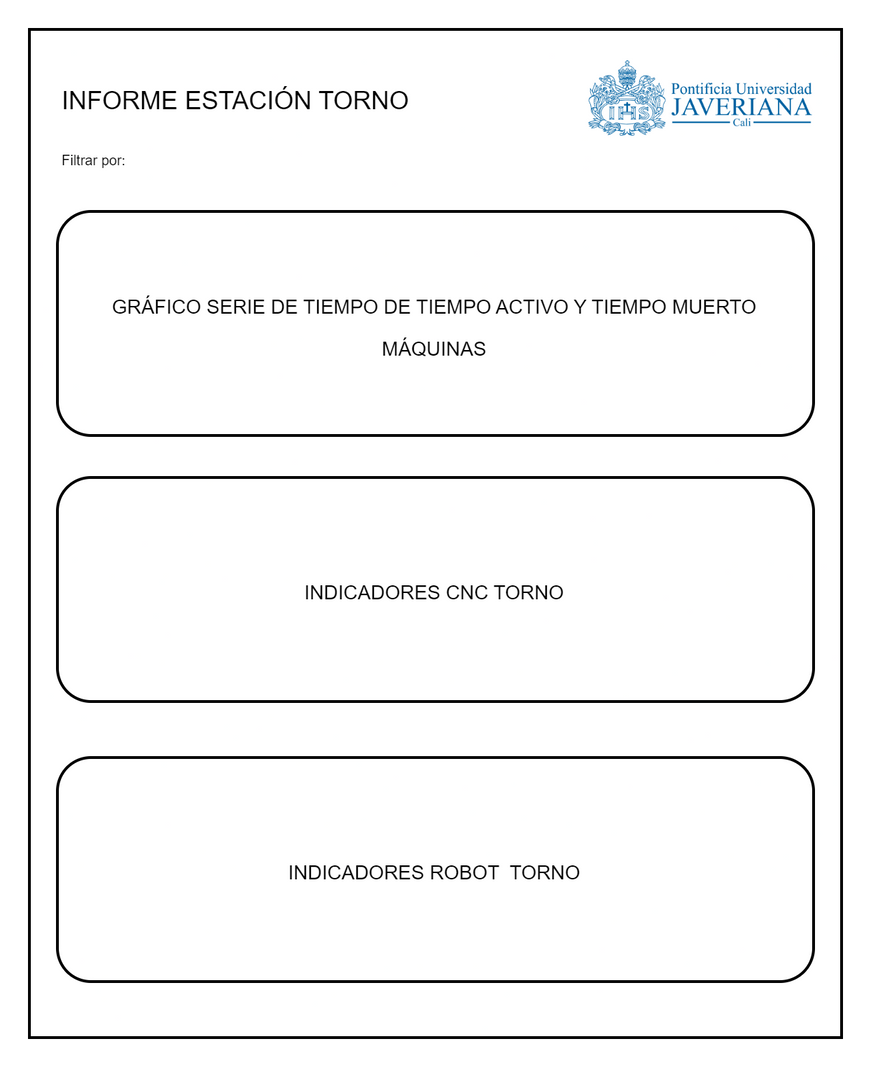 INFORME ESTACIÓN TORNO
IHS
Pontificia Universidad
JAVERIANA
Cali
Filtrar por:
GRÁFICO SERIE DE TIEMPO DE TIEMPO ACTIVO Y TIEMPO MUERTO
MÁQUINAS
INDICADORES CNC TORNO
INDICADORES ROBOT  TORNO